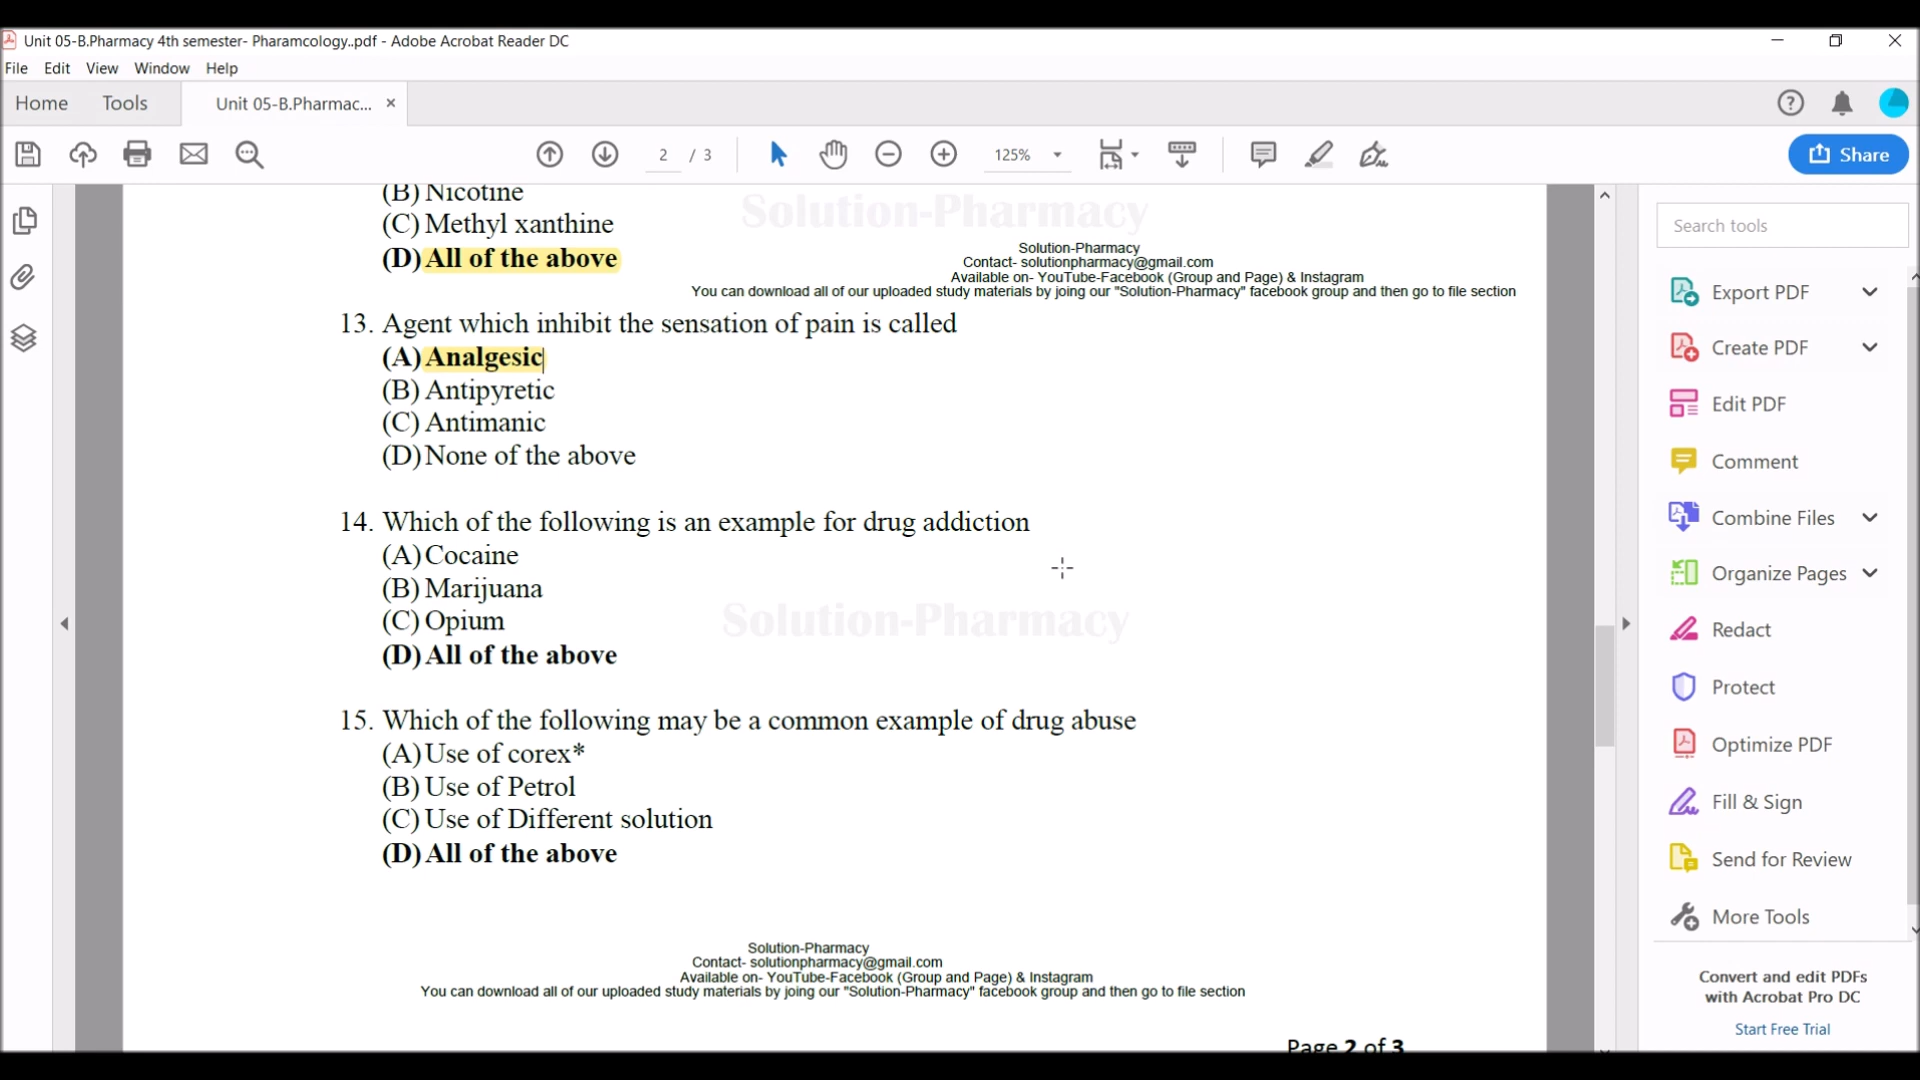 Unit 05-B.Pharmacy 4th semester- Pharamcology..pdf - Adobe Acrobat Reader DC
File Edit View Window Help
Home Tools Unit 05-B.Pharmac... ×
2 / 3 125% Share
(B) Nicotine
(C) Methyl xanthine
(D) All of the above
Solution-Pharmacy
Solution-Pharmacy
Contact- solutionpharmacy@gmail.com
Available on- YouTube-Facebook (Group and Page) & Instagram
You can download all of our uploaded study materials by joing our "Solution-Pharmacy" facebook group and then go to file section
13. Agent which inhibit the sensation of pain is called
(A) Analgesic
(B) Antipyretic
(C) Antimanic
(D) None of the above
14. Which of the following is an example for drug addiction
(A) Cocaine
(B) Marijuana
(C) Opium
(D) All of the above
Solution-Pharmacy
15. Which of the following may be a common example of drug abuse
(A) Use of corex*
(B) Use of Petrol
(C) Use of Different solution
(D) All of the above
Solution-Pharmacy
Contact- solutionpharmacy@gmail.com
Available on- YouTube-Facebook (Group and Page) & Instagram
You can download all of our uploaded study materials by joing our "Solution-Pharmacy" facebook group and then go to file section
Page 2 of 3
Search tools
Export PDF
Create PDF
Edit PDF
Comment
Combine Files
Organize Pages
Redact
Protect
Optimize PDF
Fill & Sign
Send for Review
More Tools
Convert and edit PDFs
with Acrobat Pro DC
Start Free Trial